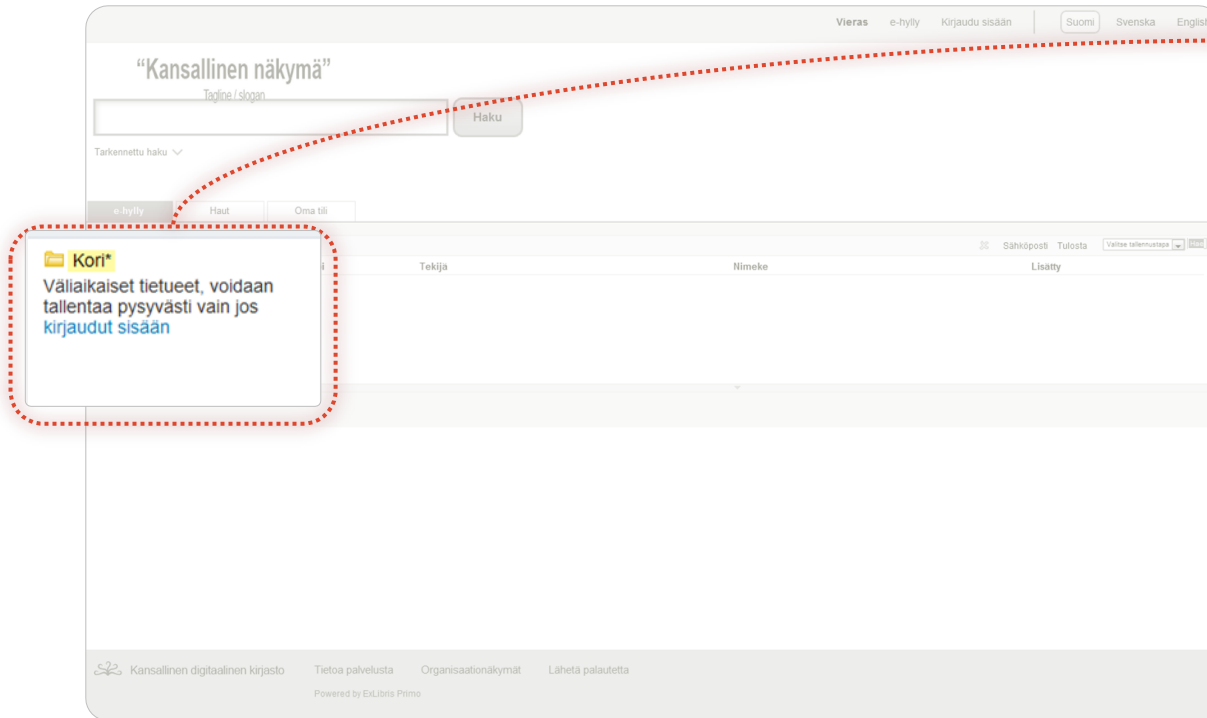 Vieras e-hylly Kirjaudu sisään Suomi Svenska English
“Kansallinen näkymä”
Tagline / slogan
Haku
Tarkennettu haku
e-hylly Haut Oma tili
Sähköposti Tulosta Valitse tallennustapa
Tekijä Nimeke Lisätty
Kori*
Väliaikaiset tietueet, voidaan
tallentaa pysyvästi vain jos
kirjaudut sisään
Kansallinen digitaalinen kirjasto Tietoa palvelusta Organisaationäkymät Lähetä palautetta
Powered by ExLibris Primo